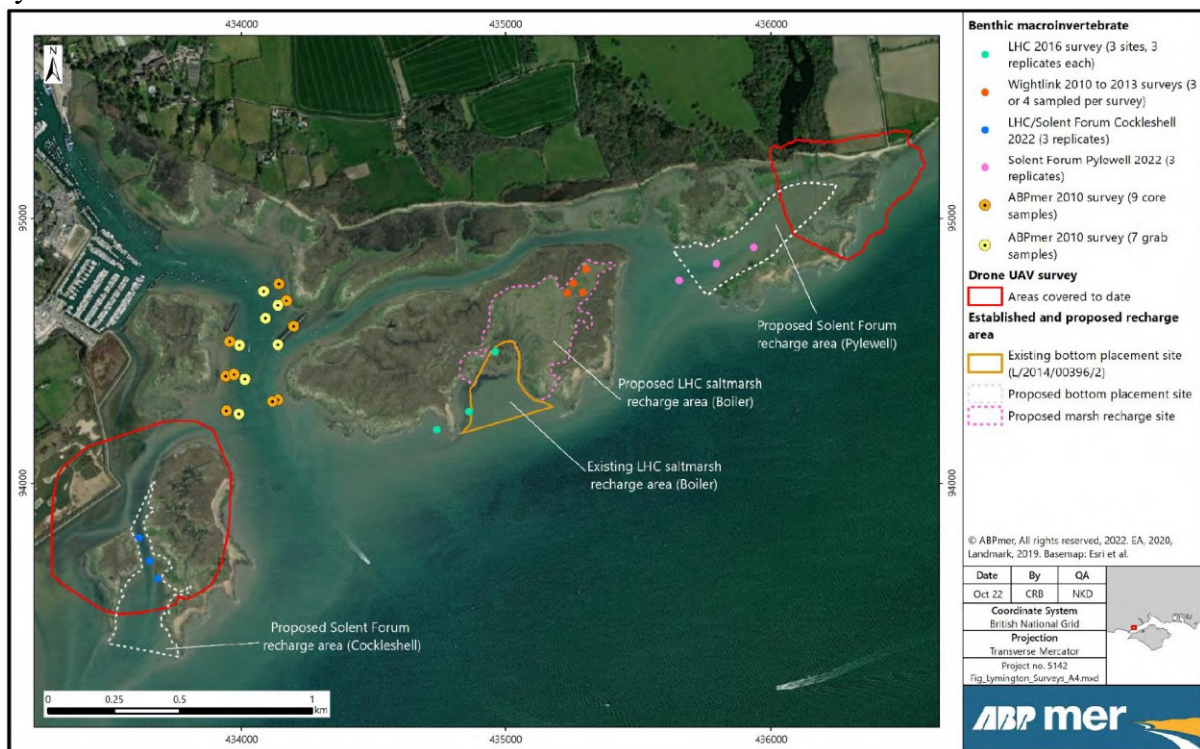 y
434000
435000
436000
N
95000
95000
94000
94000
Proposed Solent Forum
recharge area (Pylewell)
Proposed LHC saltmarsh
recharge area (Boiler)
Existing LHC saltmarsh
recharge area (Boiler)
Proposed Solent Forum
recharge area (Cockleshell)
0 0.25 0.5 1
km
434000
435000
436000
Benthic macroinvertebrate
LHC 2016 survey (3 sites, 3
replicates each)
Wightlink 2010 to 2013 surveys (3
or 4 sampled per survey)
LHC/Solent Forum Cockleshell
2022 (3 replicates)
Solent Forum Pylewell 2022 (3
replicates)
ABPmer 2010 survey (9 core
samples)
ABPmer 2010 survey (7 grab
samples)
Drone UAV survey
Areas covered to date
Established and proposed recharge
area
Existing bottom placement site
(L/2014/00396/2)
Proposed bottom placement site
Proposed marsh recharge site
© ABPmer, All rights reserved, 2022. EA, 2020,
Landmark, 2019. Basemap: Esri et al.
Date By QA
Oct 22 CRB NKD
Coordinate System
British National Grid
Projection
Transverse Mercator
Project no. 5142
Fig_Lymington_Surveys_A4.mxd
ABPmer